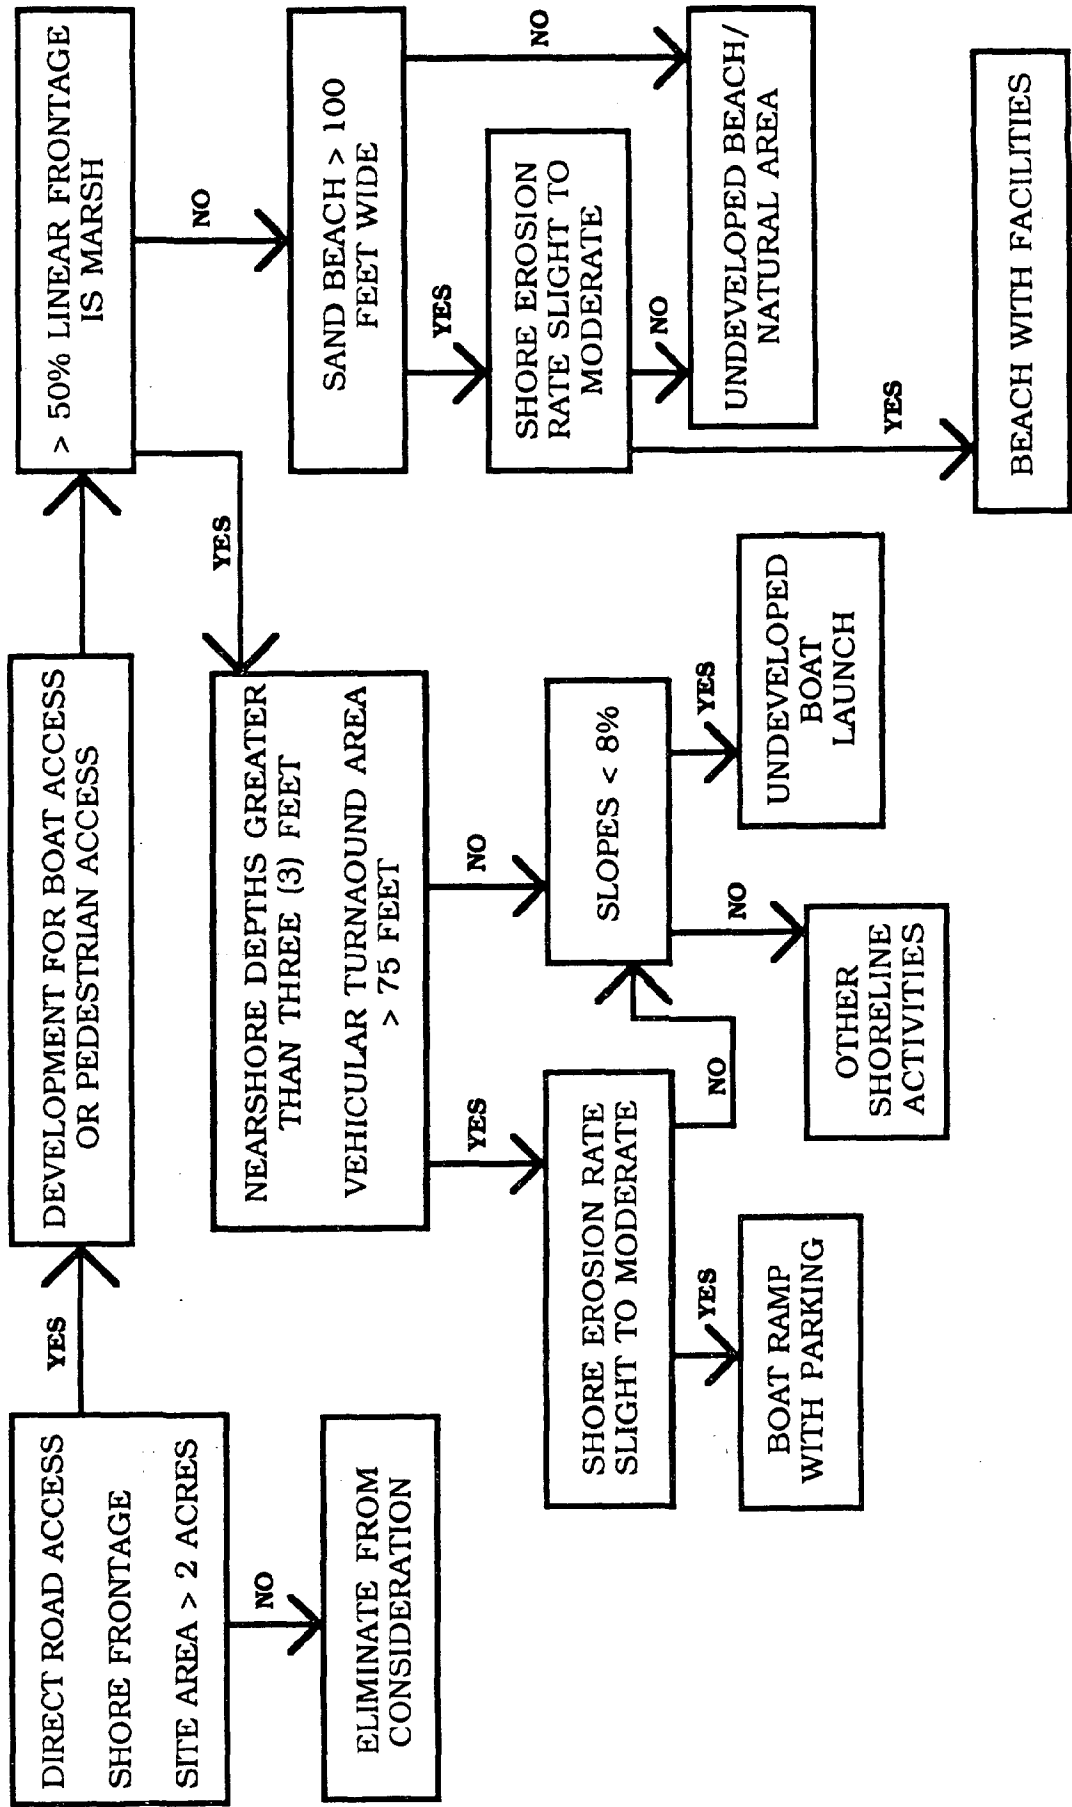 DIRECT ROAD ACCESS
SHORE FRONTAGE
SITE AREA > 2 ACRES
YES
NO
ELIMINATE FROM
CONSIDERATION
DEVELOPMENT FOR BOAT ACCESS
OR PEDESTRIAN ACCESS
> 50% LINEAR FRONTAGE
IS MARSH
YES
NO
NEARSHORE DEPTHS GREATER
THAN THREE (3) FEET
VEHICULAR TURNAOUND AREA
> 75 FEET
YES
NO
SHORE EROSION RATE
SLIGHT TO MODERATE
YES
NO
BOAT RAMP
WITH PARKING
SLOPES < 8%
NO
YES
OTHER
SHORELINE
ACTIVITIES
UNDEVELOPED
BOAT
LAUNCH
SAND BEACH > 100
FEET WIDE
YES
NO
SHORE EROSION
RATE SLIGHT TO
MODERATE
YES
NO
UNDEVELOPED BEACH/
NATURAL AREA
BEACH WITH FACILITIES